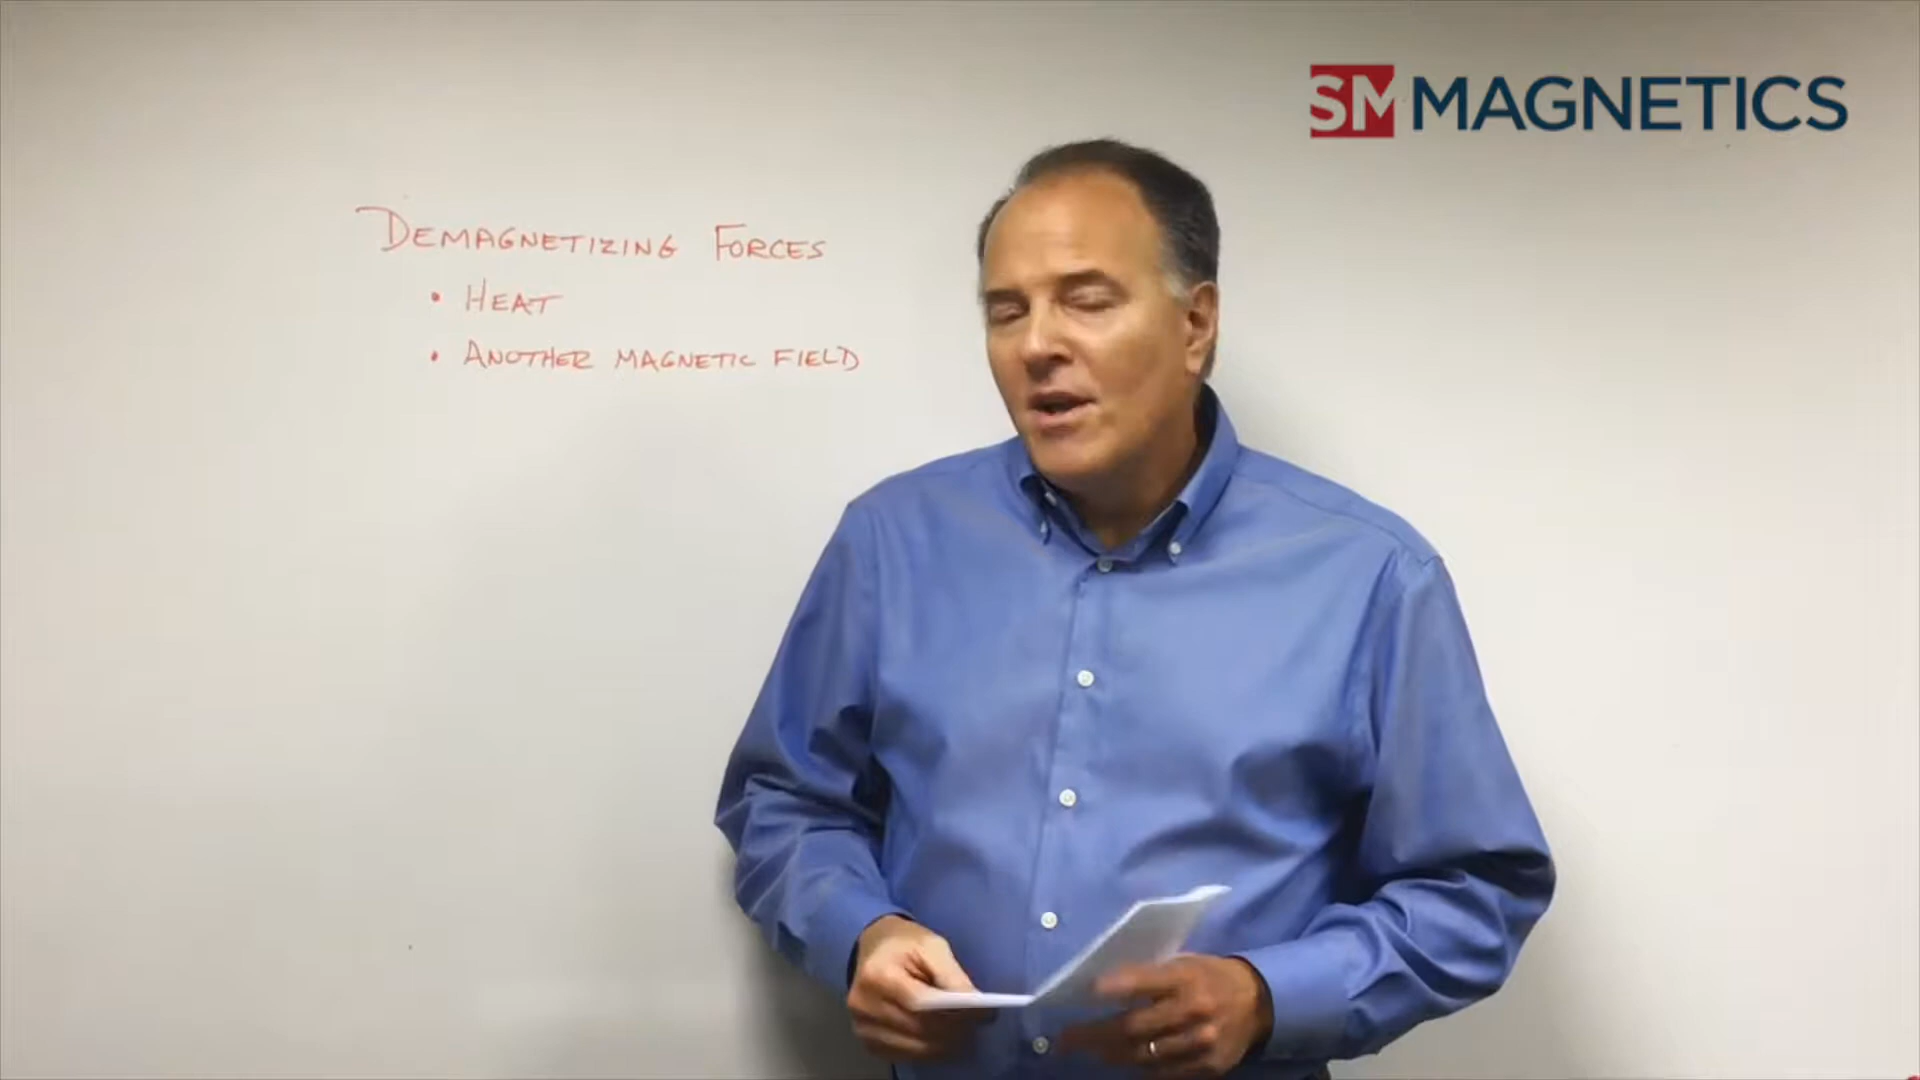 SM MAGNETICS
DEMAGNETIZING FORCES
• HEAT
• ANOTHER MAGNETIC FIELD